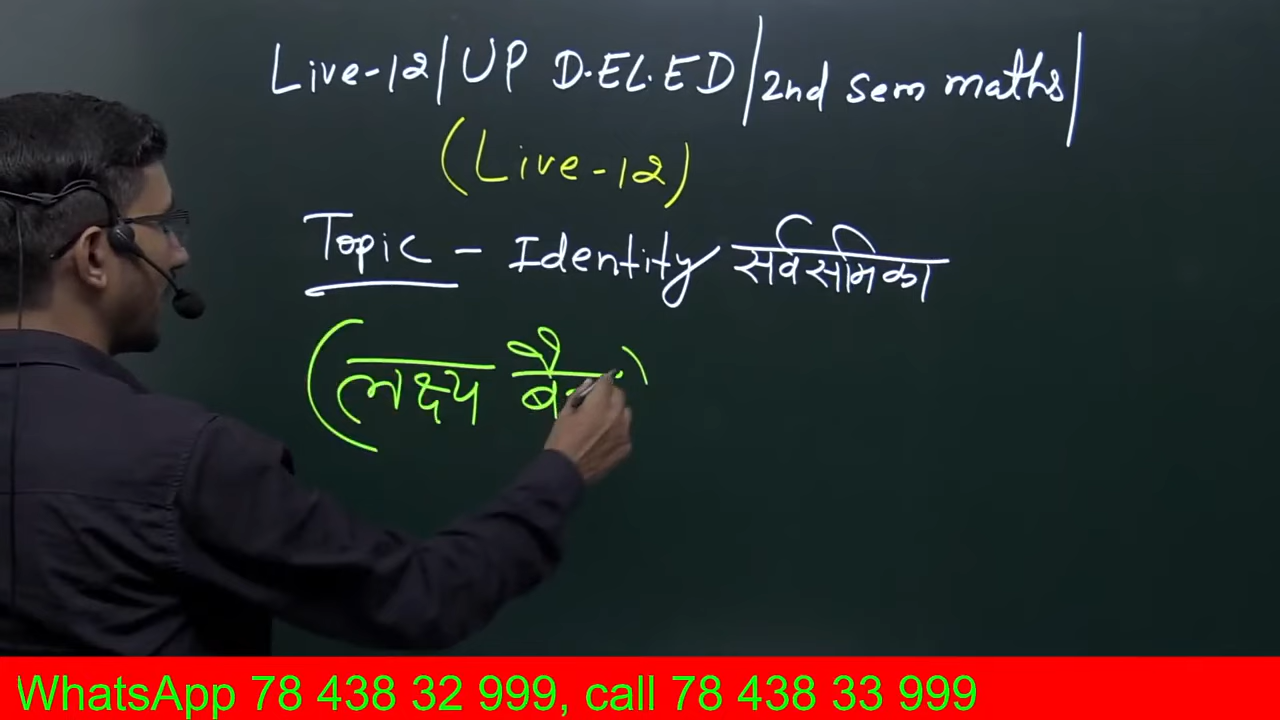 Live-12/UP D.EL.ED/2nd sem maths/
(Live-12)
Topic - Identity सर्वसमिका
(लक्ष्य
WhatsApp 78 438 32 999, call 78 438 33 999